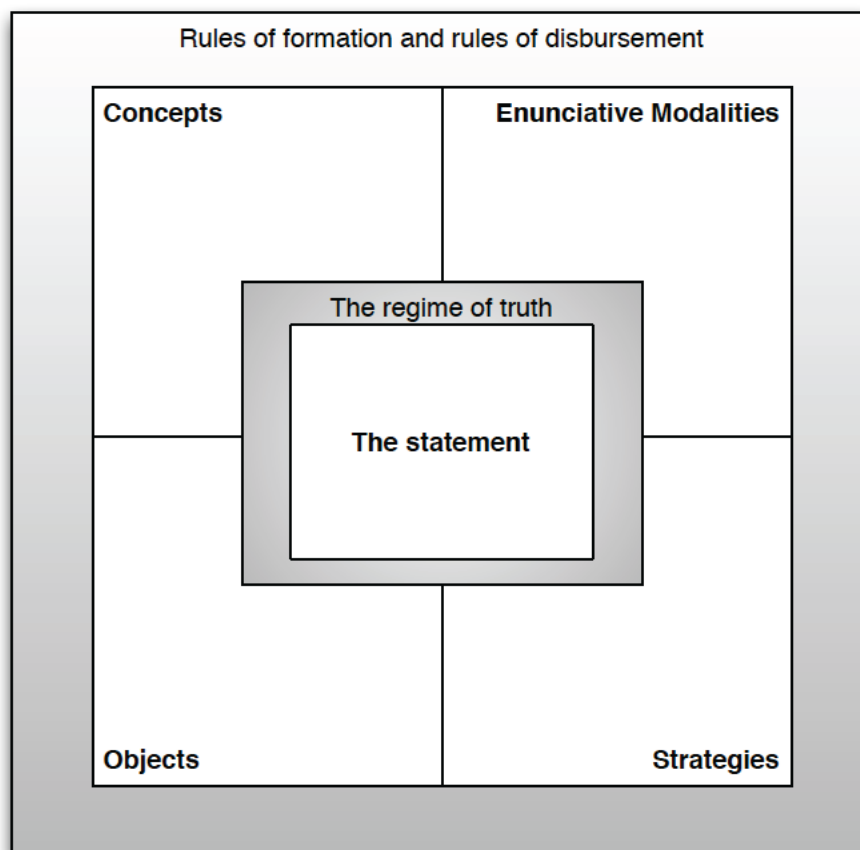 Rules of formation and rules of disbursement
Concepts
Enunciative Modalities
The regime of truth
The statement
Objects
Strategies